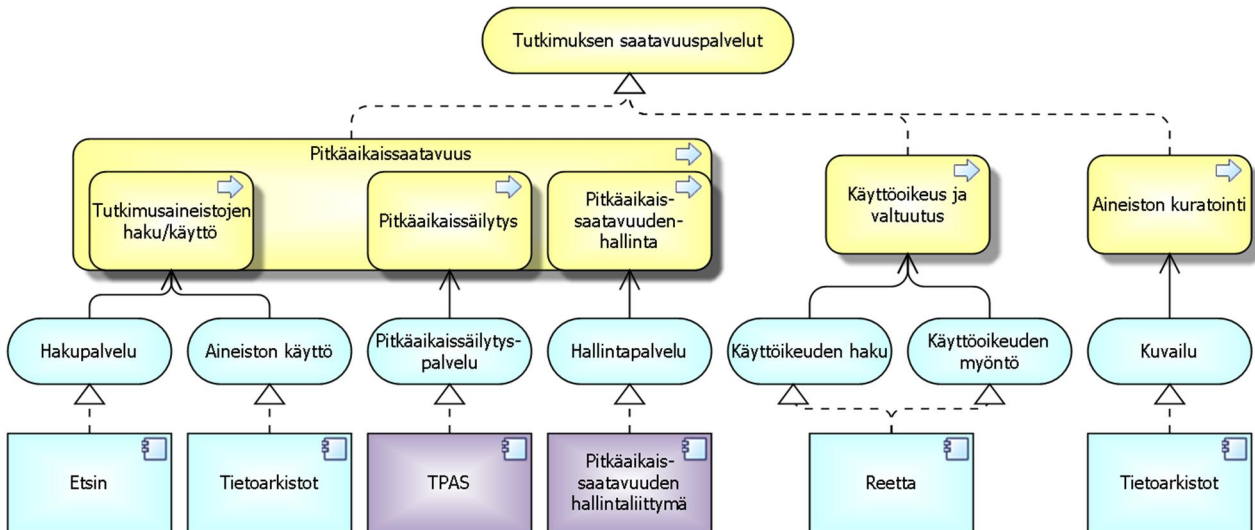 Tutkimuksen saatavuuspalvelut
Pitkäaikaissaatavuus
Tutkimusaineistojen
haku/käyttö
Pitkäaikaissäilytys
Pitkäaikais-
saatavuuden-
hallinta
Käyttöoikeus ja
valtuutus
Aineiston kuratointi
Hakupalvelu
Aineiston käyttö
Pitkäaikaissäilytys-
palvelu
Hallintapalvelu
Käyttöikeuden haku
Käyttöoikeuden
myöntö
Kuvailu
Etsin
Tietoarkistot
TPAS
Pitkäaikais-
saatavuuden
hallintaliittymä
Reetta
Tietoarkistot